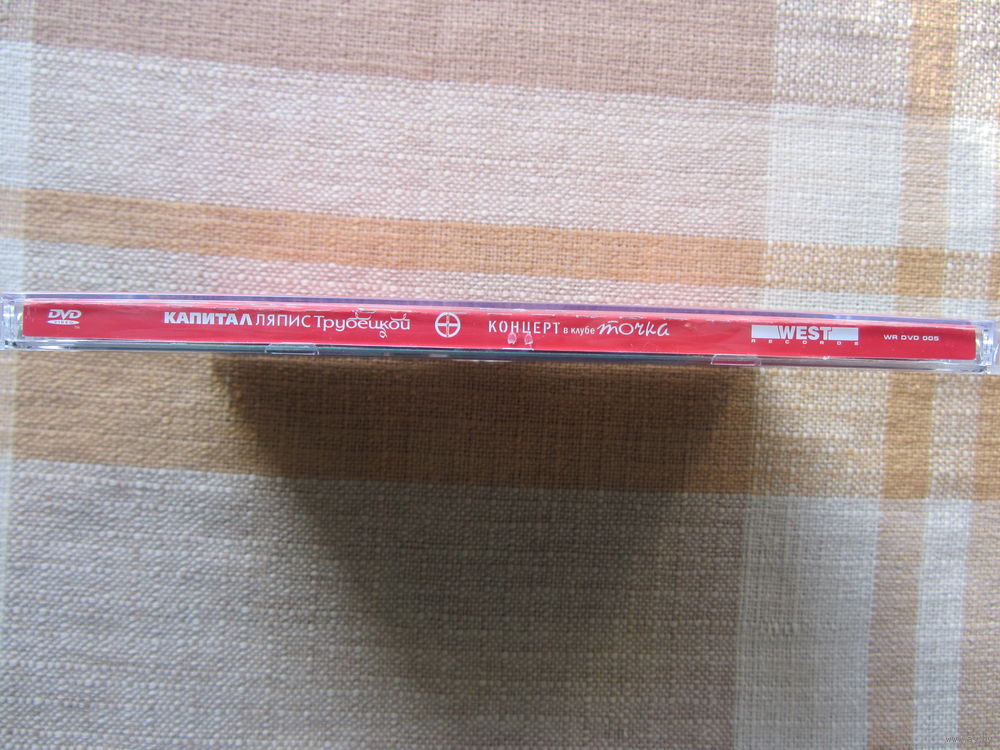 DVD VIDEO КАПИТАЛ ЛЯПИС Трубецкой КОНЦЕРТ в клубе точка WEST RECORDS WR DVD 005